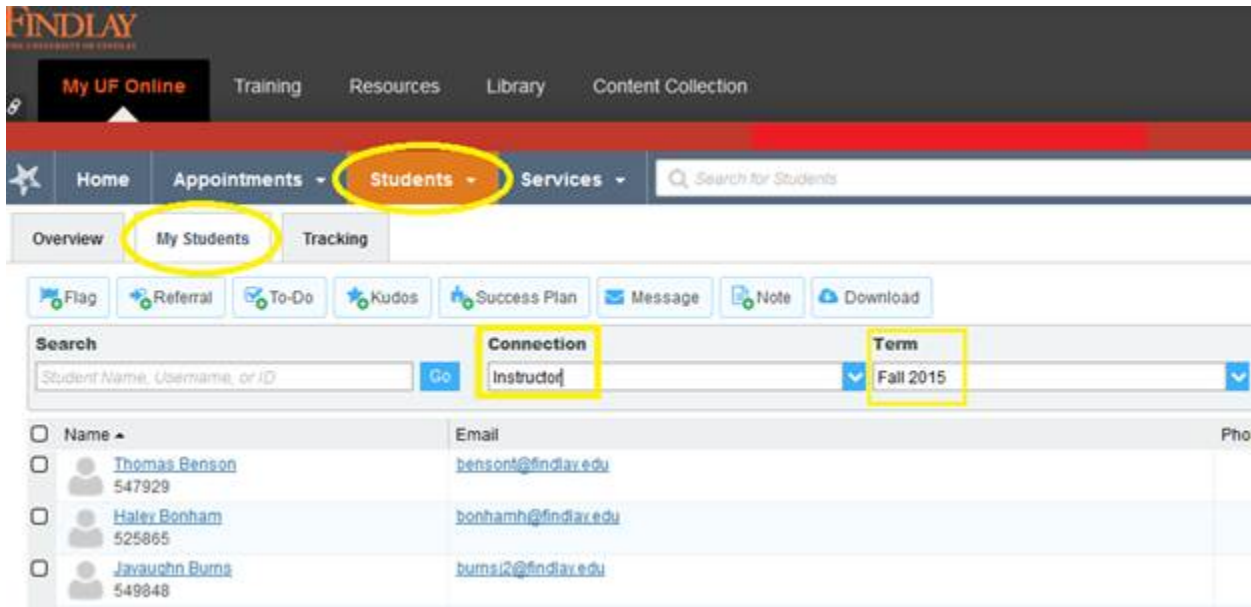 FINDLAY
My UF Online Training Resources Library Content Collection
Home Appointments Students Services Search for Students
Overview My Students Tracking
Flag Referral To-Do Kudos Success Plan Message Note Download
Search Connection Term
Student Name, Username, or ID Go Instructor Fall 2015
Name Email Pho
Thomas Benson bensont@findlay.edu
547929
Haley Bonham bonhamh@findlay.edu
525865
Javaughn Burns burnsj2@findlay.edu
549848